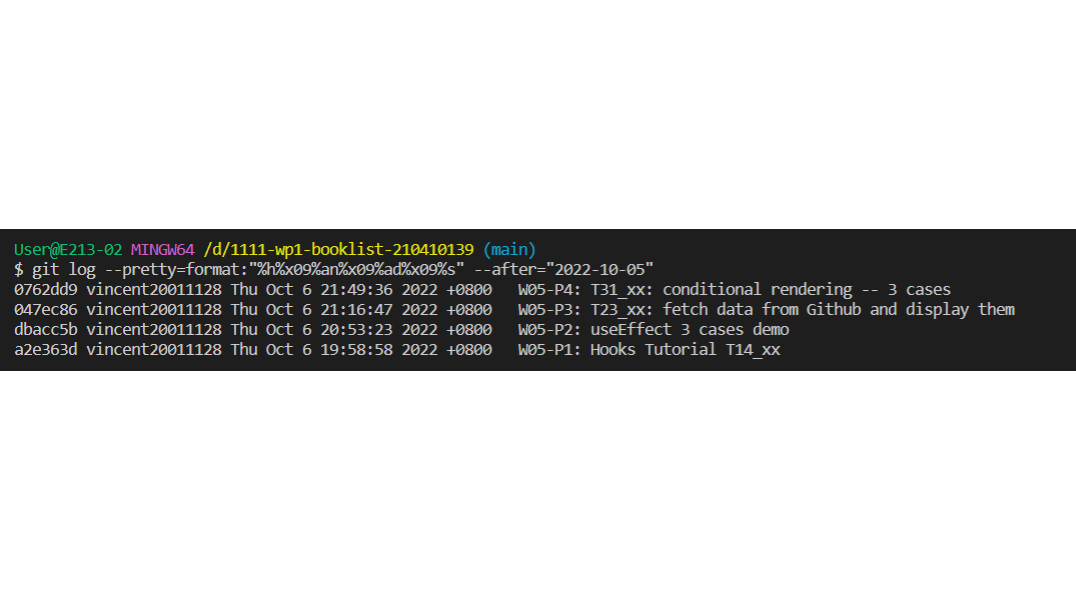 User@E213-02 MINGW64 /d/1111-wp1-booklist-210410139 (main)
$ git log --pretty=format:"%h%x09%an%x09%ad%x09%s" --after="2022-10-05"
0762dd9 vincent20011128 Thu Oct 6 21:49:36 2022 +0800   W05-P4: T31_xx: conditional rendering -- 3 cases
047ec86 vincent20011128 Thu Oct 6 21:16:47 2022 +0800   W05-P3: T23_xx: fetch data from Github and display them
dbacc5b vincent20011128 Thu Oct 6 20:53:23 2022 +0800   W05-P2: useEffect 3 cases demo
a2e363d vincent20011128 Thu Oct 6 19:58:58 2022 +0800   W05-P1: Hooks Tutorial T14_xx